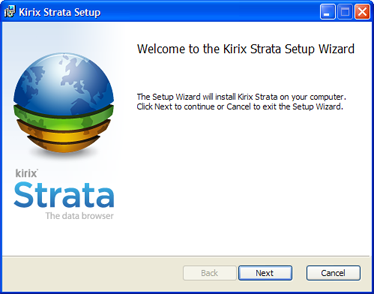 Kirix Strata Setup
Welcome to the Kirix Strata Setup Wizard
The Setup Wizard will install Kirix Strata on your computer.
Click Next to continue or Cancel to exit the Setup Wizard.
kirix®
Strata
The data browser
Back
Next
Cancel